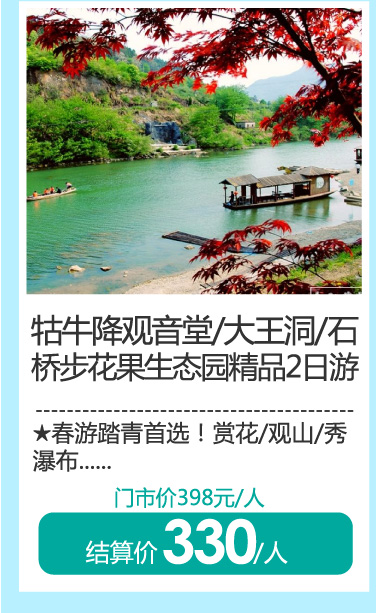 牯牛降观音堂/大王洞/石
桥步花果生态园精品2日游
★春游踏青首选！赏花/观山/秀
瀑布......
门市价398元/人
结算价330/人